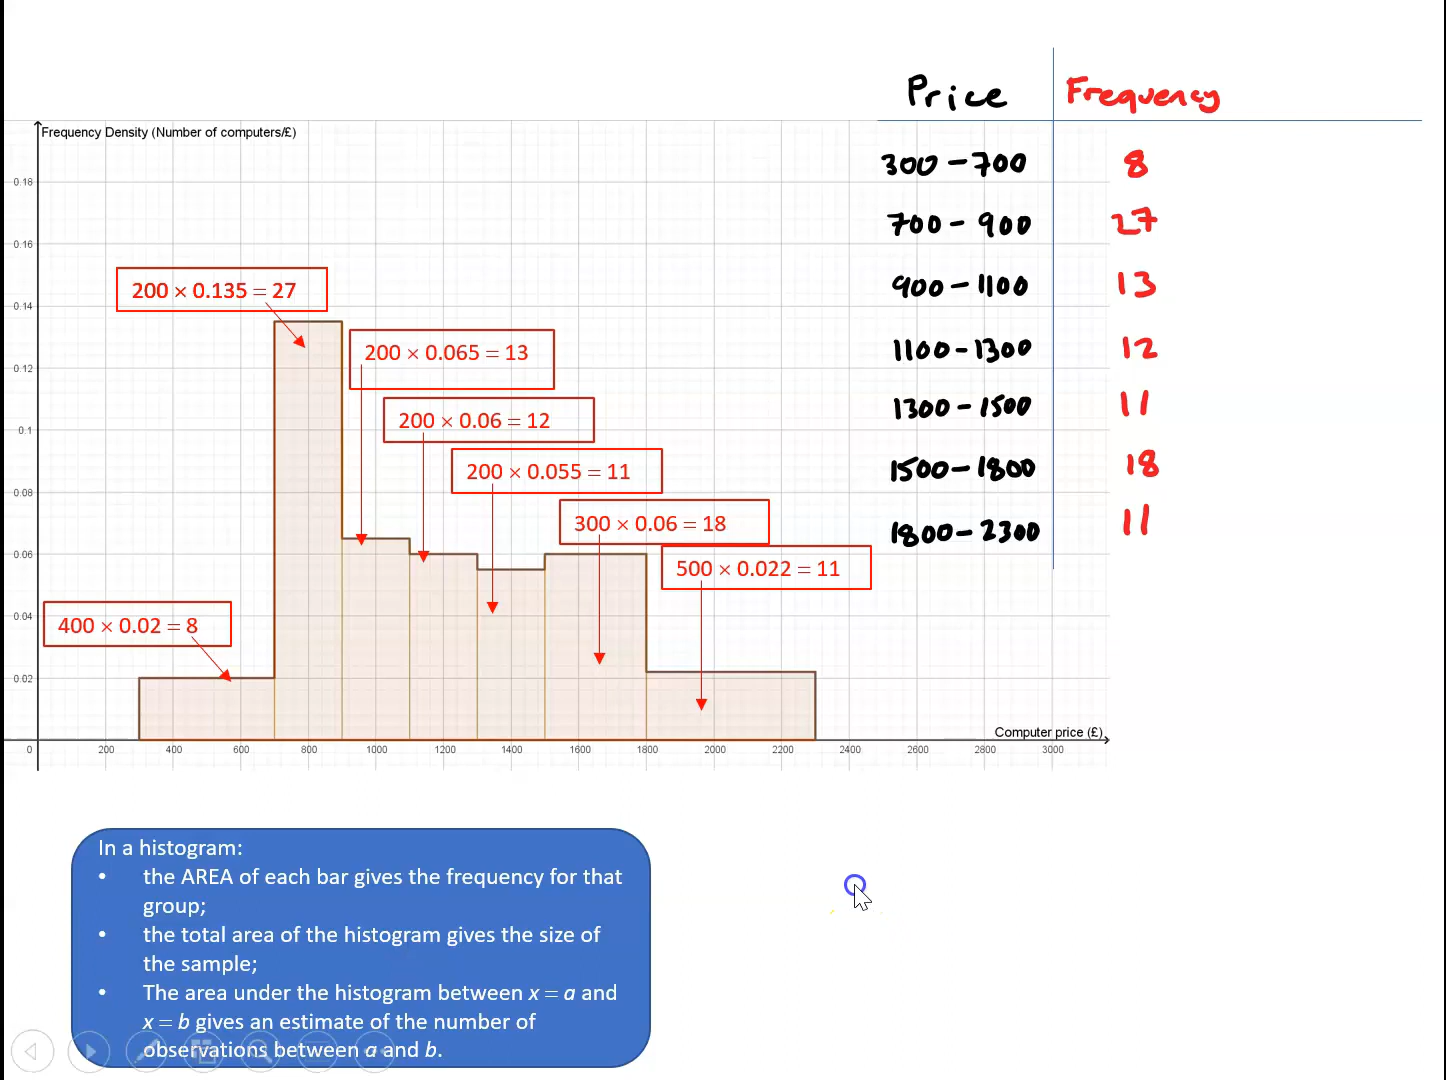 Price Frequency
300 - 700 8
700 - 900 27
900 - 1100 13
1100 - 1300 12
1300 - 1500 11
1500 - 1800 18
1800 - 2300 11
Frequency Density (Number of computers/£)
0.18
0.16
0.14
0.12
0.1
0.08
0.06
0.04
0.02
200 × 0.135 = 27
200 × 0.065 = 13
200 × 0.06 = 12
200 × 0.055 = 11
300 × 0.06 = 18
500 × 0.022 = 11
400 × 0.02 = 8
Computer price (£)
0 200 400 600 800 1000 1200 1400 1600 1800 2000 2200 2400 2600 2800 3000
In a histogram:
• the AREA of each bar gives the frequency for that
group;
• the total area of the histogram gives the size of
the sample;
• The area under the histogram between x = a and
x = b gives an estimate of the number of
observations between a and b.